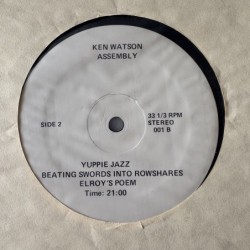 KEN WATSON
ASSEMBLY
SIDE 2
33 1/3 RPM
STEREO
001 B
YUPPIE JAZZ
BEATING SWORDS INTO ROWSHARES
ELROY'S POEM
Time: 21:00